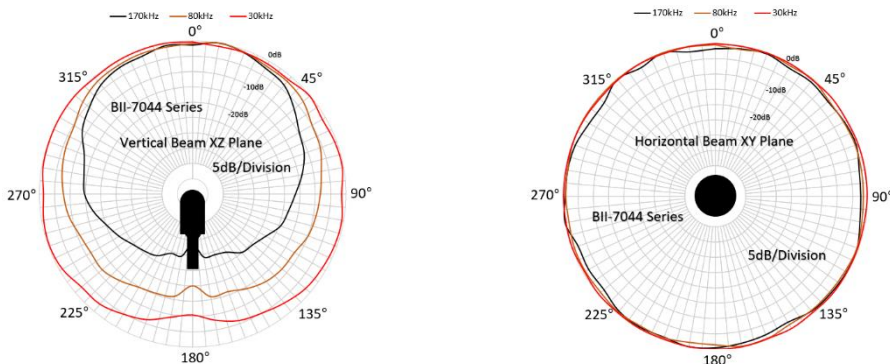 170kHz 80kHz 30kHz
0°
0dB
315°
45°
-10dB
BII-7044 Series
-20dB
Vertical Beam XZ Plane
5dB/Division
270°
90°
225°
135°
180°
170kHz 80kHz 30kHz
0°
0dB
315°
45°
-10dB
-20dB
Horizontal Beam XY Plane
270°
90°
BII-7044 Series
5dB/Division
225°
135°
180°